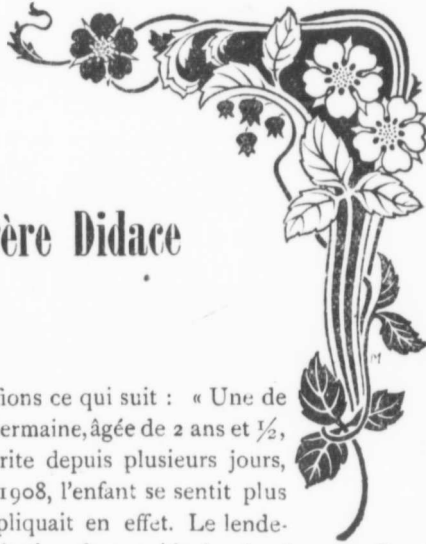 ère Didace
fions ce qui suit : « Une de
ermaine, âgée de 2 ans et ½,
rite depuis plusieurs jours,
1908, l'enfant se sentit plus
pliquait en effet. Le lende-
M